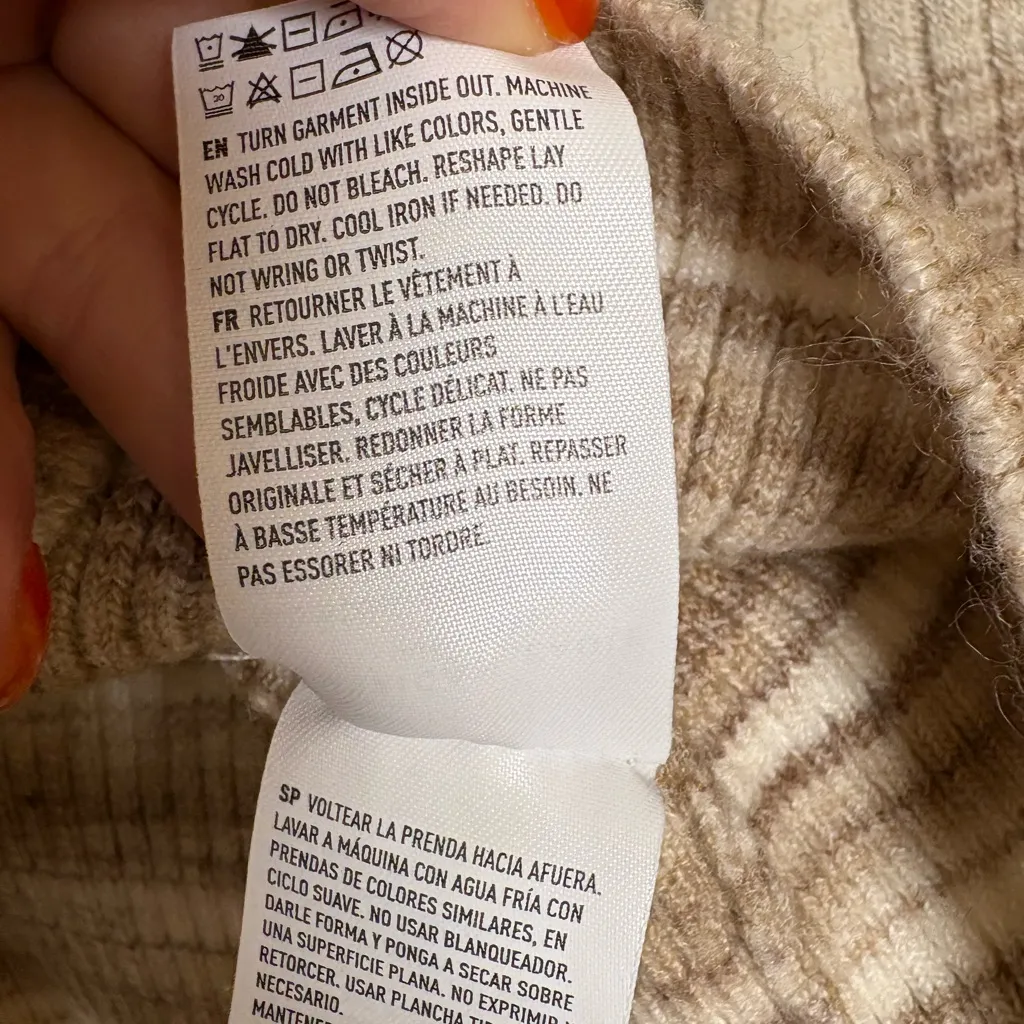 30
EN TURN GARMENT INSIDE OUT. MACHINE
WASH COLD WITH LIKE COLORS, GENTLE
CYCLE. DO NOT BLEACH. RESHAPE LAY
FLAT TO DRY. COOL IRON IF NEEDED. DO
NOT WRING OR TWIST.
FR RETOURNER LE VÊTEMENT À
L'ENVERS. LAVER À LA MACHINE À L'EAU
FROIDE AVEC DES COULEURS
SEMBLABLES, CYCLE DÉLICAT. NE PAS
JAVELLISER. REDONNER LA FORME
ORIGINALE ET SÉCHER À PLAT. REPASSER
À BASSE TEMPÉRATURE AU BESOIN. NE
PAS ESSORER NI TORDRE.
SP VOLTEAR LA PRENDA HACIA AFUERA.
LAVAR A MÁQUINA CON AGUA FRÍA CON
PRENDAS DE COLORES SIMILARES, EN
CICLO SUAVE. NO USAR BLANQUEADOR.
DARLE FORMA Y PONGA A SECAR SOBRE
UNA SUPERFICIE PLANA. NO EXPRIMIR
RETORCER. USAR PLANCHA
NECESARIO.